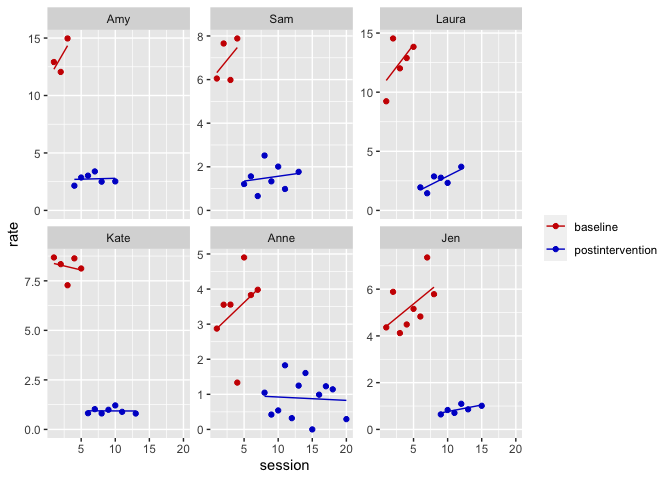 Amy Sam Laura
15 8 15
10 6 10
5 4 5
0 2 0
0
Kate Anne Jen
7.5 5 6
5.0 4 4
2.5 3 2
0.0 2 0
1
0
5 10 15 20 5 10 15 20 5 10 15 20
session
rate
baseline
postintervention